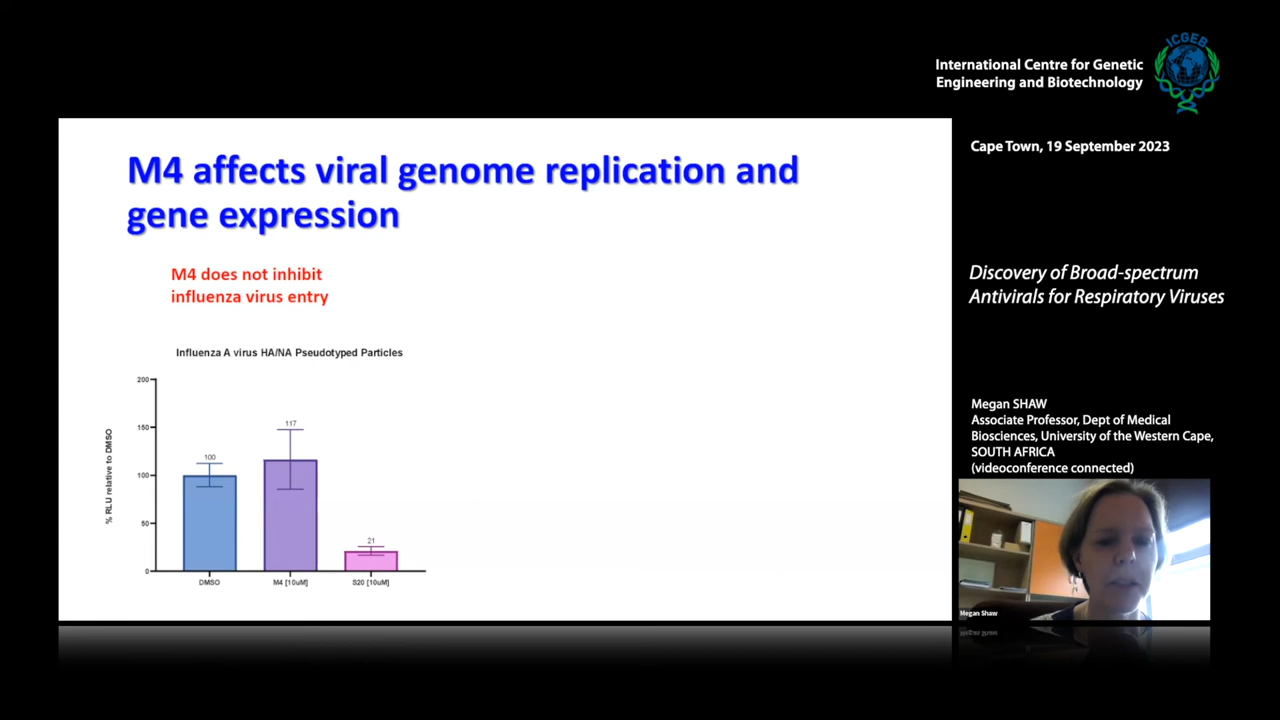 ICGEB
International Centre for Genetic
Engineering and Biotechnology
Cape Town, 19 September 2023
M4 affects viral genome replication and
gene expression
M4 does not inhibit
influenza virus entry
Influenza A virus HA/NA Pseudotyped Particles
% RLU relative to DMSO
200
150
100
50
0
100
117
21
DMSO
M4 [10uM]
S20 [10uM]
Discovery of Broad-spectrum
Antivirals for Respiratory Viruses
Megan SHAW
Associate Professor, Dept of Medical
Biosciences, University of the Western Cape,
SOUTH AFRICA
(videoconference connected)
Megan Shaw